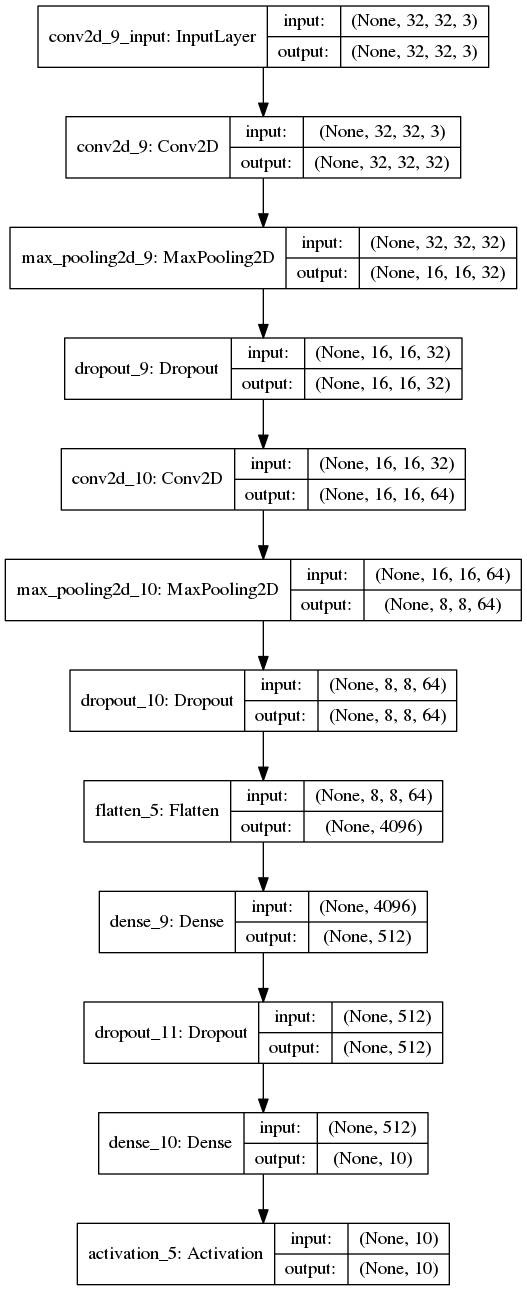 conv2d_9_input: InputLayer
input: (None, 32, 32, 3)
output: (None, 32, 32, 3)
conv2d_9: Conv2D
input: (None, 32, 32, 3)
output: (None, 32, 32, 32)
max_pooling2d_9: MaxPooling2D
input: (None, 32, 32, 32)
output: (None, 16, 16, 32)
dropout_9: Dropout
input: (None, 16, 16, 32)
output: (None, 16, 16, 32)
conv2d_10: Conv2D
input: (None, 16, 16, 32)
output: (None, 16, 16, 64)
max_pooling2d_10: MaxPooling2D
input: (None, 16, 16, 64)
output: (None, 8, 8, 64)
dropout_10: Dropout
input: (None, 8, 8, 64)
output: (None, 8, 8, 64)
flatten_5: Flatten
input: (None, 8, 8, 64)
output: (None, 4096)
dense_9: Dense
input: (None, 4096)
output: (None, 512)
dropout_11: Dropout
input: (None, 512)
output: (None, 512)
dense_10: Dense
input: (None, 512)
output: (None, 10)
activation_5: Activation
input: (None, 10)
output: (None, 10)